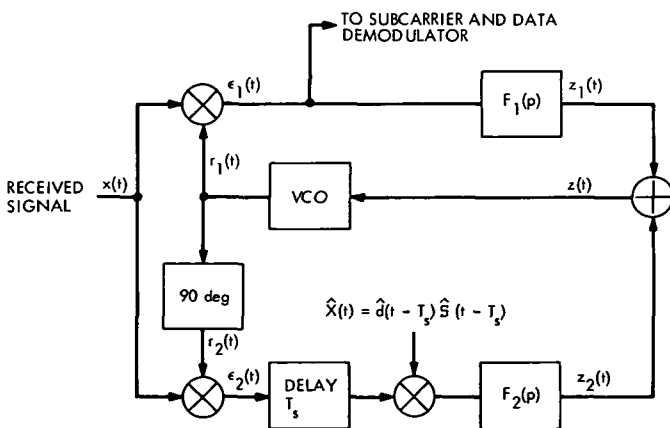 TO SUBCARRIER AND DATA
DEMODULATOR
ϵ₁(t)
F₁(p)
z₁(t)
r₁(t)
RECEIVED
SIGNAL
x(t)
VCO
z(t)
+
90 deg
X̂(t) = d̂(t − Tₛ) Ŝ (t − Tₛ)
r₂(t)
ϵ₂(t)
DELAY
Tₛ
F₂(p)
z₂(t)